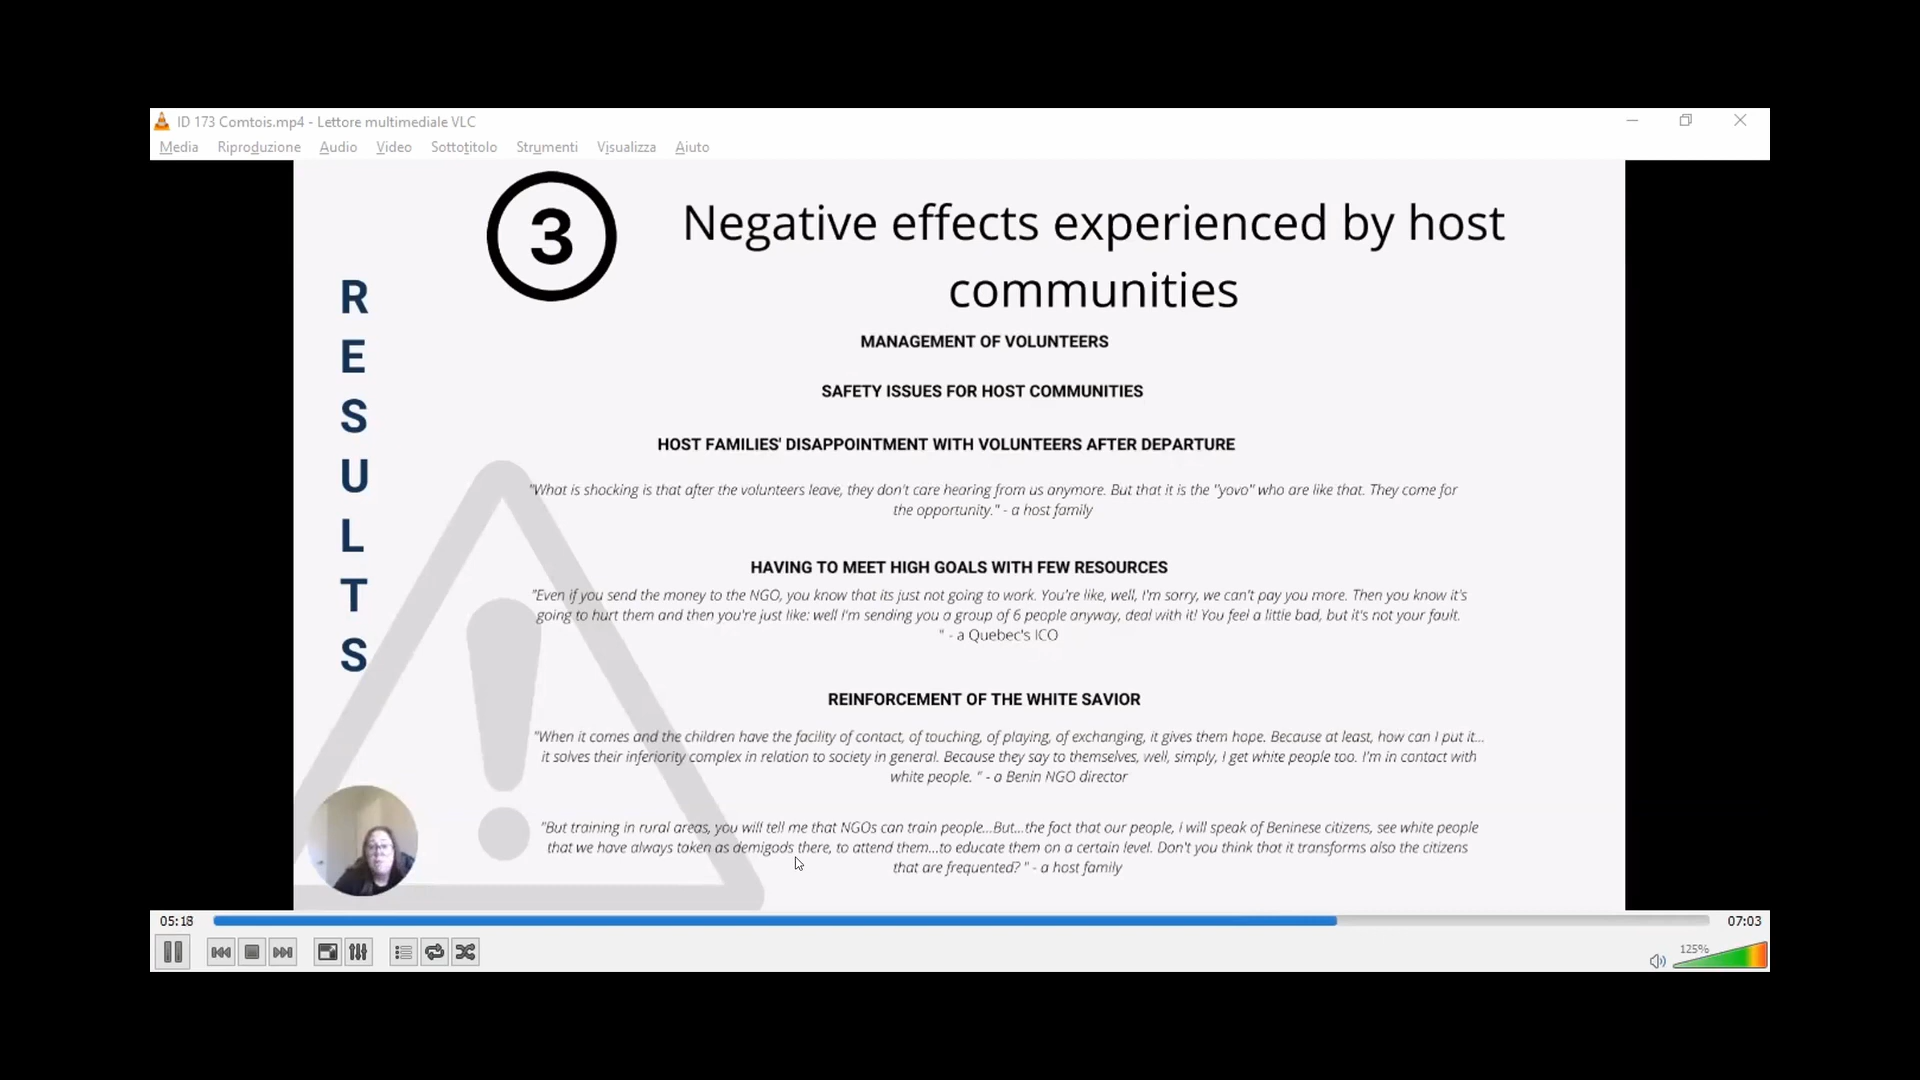 ID 173 Comtois.mp4 - Lettore multimediale VLC
Media Riproduzione Audio Video Sottotitolo Strumenti Visualizza Aiuto
3
Negative effects experienced by host
communities
R
E
S
U
L
T
S
MANAGEMENT OF VOLUNTEERS
SAFETY ISSUES FOR HOST COMMUNITIES
HOST FAMILIES' DISAPPOINTMENT WITH VOLUNTEERS AFTER DEPARTURE
"What is shocking is that after the volunteers leave, they don't care hearing from us anymore. But that it is the "yovo" who are like that. They come for
the opportunity." - a host family
HAVING TO MEET HIGH GOALS WITH FEW RESOURCES
"Even if you send the money to the NGO, you know that its just not going to work. You're like, well, I'm sorry, we can't pay you more. Then you know it's
going to hurt them and then you're just like: well I'm sending you a group of 6 people anyway, deal with it! You feel a little bad, but it's not your fault.
" - a Quebec's ICO
REINFORCEMENT OF THE WHITE SAVIOR
"When it comes and the children have the facility of contact, of touching, of playing, of exchanging, it gives them hope. Because at least, how can I put it...
it solves their inferiority complex in relation to society in general. Because they say to themselves, well, simply, I get white people too. I'm in contact with
white people. " - a Benin NGO director
"But training in rural areas, you will tell me that NGOs can train people...But...the fact that our people, I will speak of Beninese citizens, see white people
that we have always taken as demigods there, to attend them...to educate them on a certain level. Don't you think that it transforms also the citizens
that are frequented? " - a host family
05:18
07:03
125%